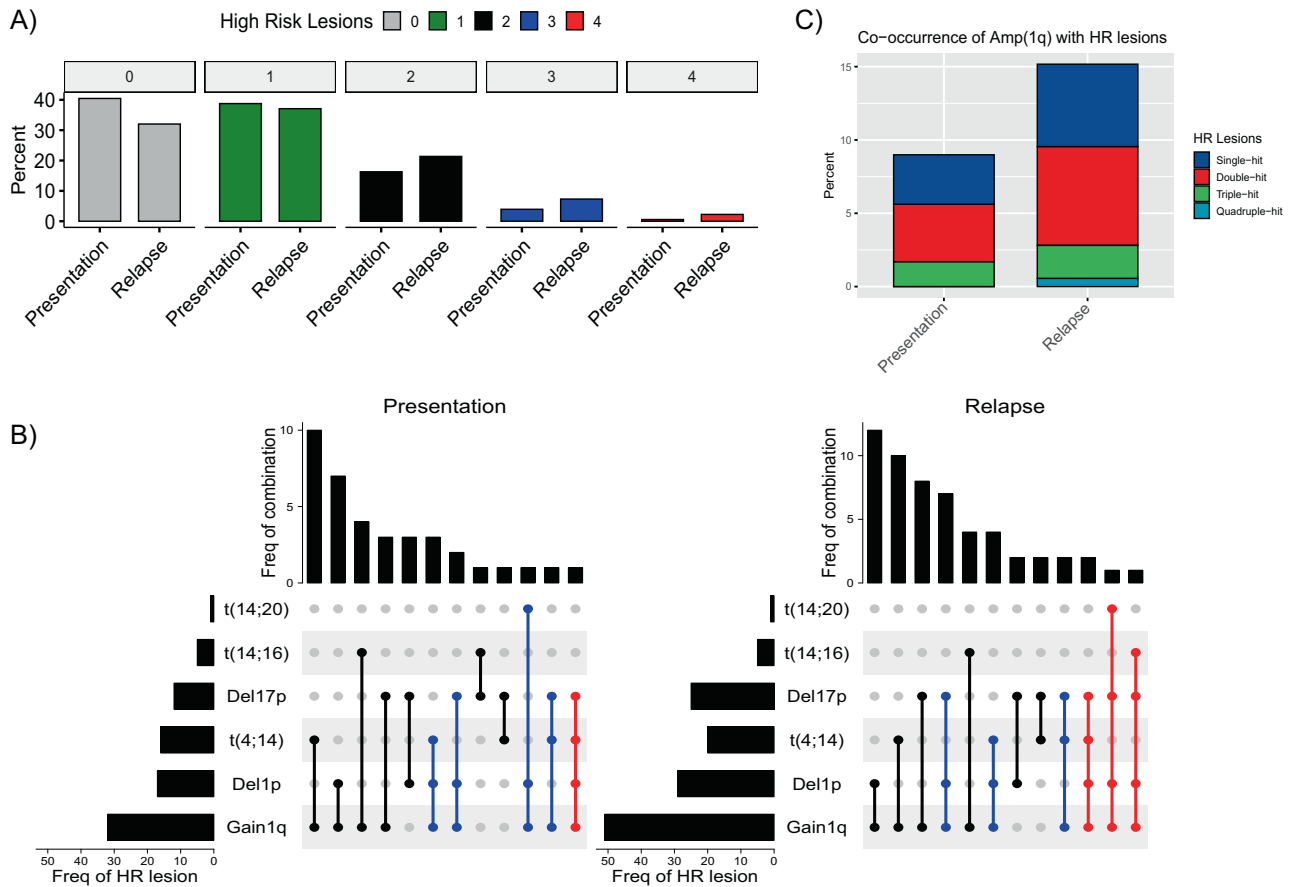 A)
High Risk Lesions 0 1 2 3 4
0 1 2 3 4
Percent
40
30
20
10
0
Presentation Relapse Presentation Relapse Presentation Relapse Presentation Relapse Presentation Relapse
C)
Co−occurrence of Amp(1q) with HR lesions
Percent
15
10
5
0
Presentation Relapse
HR Lesions
Single−hit
Double−hit
Triple−hit
Quadruple−hit
B)
Presentation
Freq of combination
10
5
0
t(14;20)
t(14;16)
Del17p
t(4;14)
Del1p
Gain1q
50 40 30 20 10 0
Freq of HR lesion
Relapse
Freq of combination
10
5
0
t(14;20)
t(14;16)
Del17p
t(4;14)
Del1p
Gain1q
50 40 30 20 10 0
Freq of HR lesion